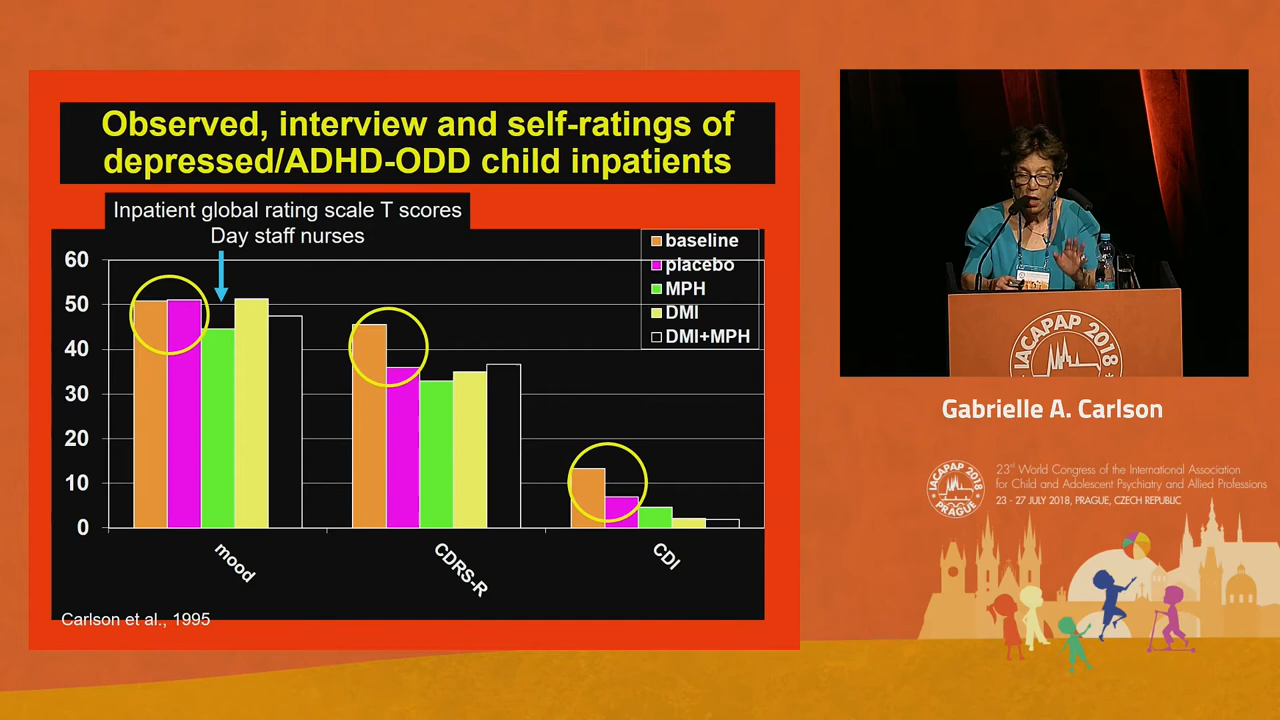 Observed, interview and self-ratings of
depressed/ADHD-ODD child inpatients
Inpatient global rating scale T scores
Day staff nurses
baseline
placebo
MPH
DMI
DMI+MPH
60
50
40
30
20
10
0
mood
CDRS-R
CDI
Carlson et al., 1995
IACAPAP 2018
Gabrielle A. Carlson
IACAPAP 2018
PRAGUE
23rd World Congress of the International Association
for Child and Adolescent Psychiatry and Allied Professions
23 - 27 JULY 2018, PRAGUE, CZECH REPUBLIC